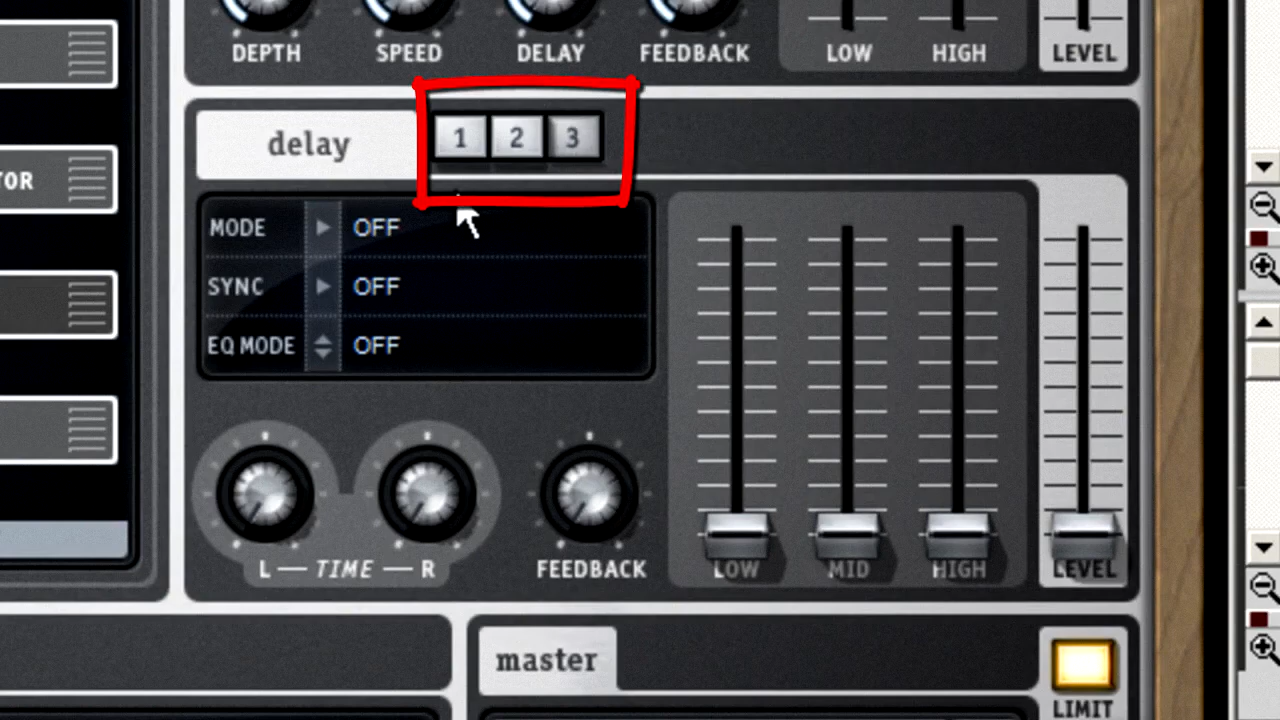 DEPTH SPEED DELAY FEEDBACK LOW HIGH LEVEL
delay 1 2 3
TOR
MODE OFF
SYNC OFF
EQ MODE OFF
L TIME R FEEDBACK LOW MID HIGH LEVEL
master
LIMIT